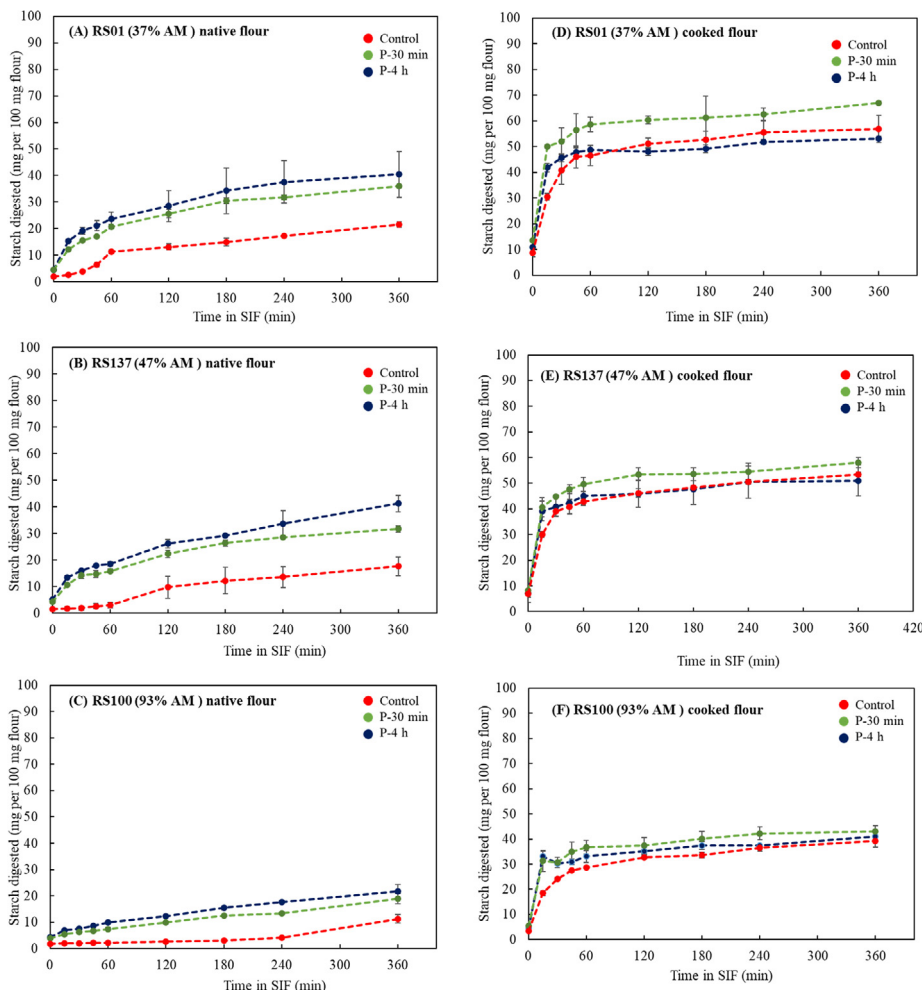 (A) RS01 (37% AM ) native flour
Control
P-30 min
P-4 h
Starch digested (mg per 100 mg flour)
100
90
80
70
60
50
40
30
20
10
0
0 60 120 180 240 300 360
Time in SIF (min)
(D) RS01 (37% AM ) cooked flour
Control
P-30 min
P-4 h
Starch digested (mg per 100 mg flour)
100
90
80
70
60
50
40
30
20
10
0
0 60 120 180 240 300 360
Time in SIF (min)
(B) RS137 (47% AM ) native flour
Control
P-30 min
P-4 h
Starch digested (mg per 100 mg flour)
100
90
80
70
60
50
40
30
20
10
0
0 60 120 180 240 300 360
Time in SIF (min)
(E) RS137 (47% AM ) cooked flour
Control
P-30 min
P-4 h
Starch digested (mg per 100 mg flour)
100
90
80
70
60
50
40
30
20
10
0
0 60 120 180 240 300 360 420
Time in SIF (min)
(C) RS100 (93% AM ) native flour
Control
P-30 min
P-4 h
Starch digested (mg per 100 mg flour)
100
90
80
70
60
50
40
30
20
10
0
0 60 120 180 240 300 360
Time in SIF (min)
(F) RS100 (93% AM ) cooked flour
Control
P-30 min
P-4 h
Starch digested (mg per 100 mg flour)
100
90
80
70
60
50
40
30
20
10
0
0 60 120 180 240 300 360
Time in SIF (min)